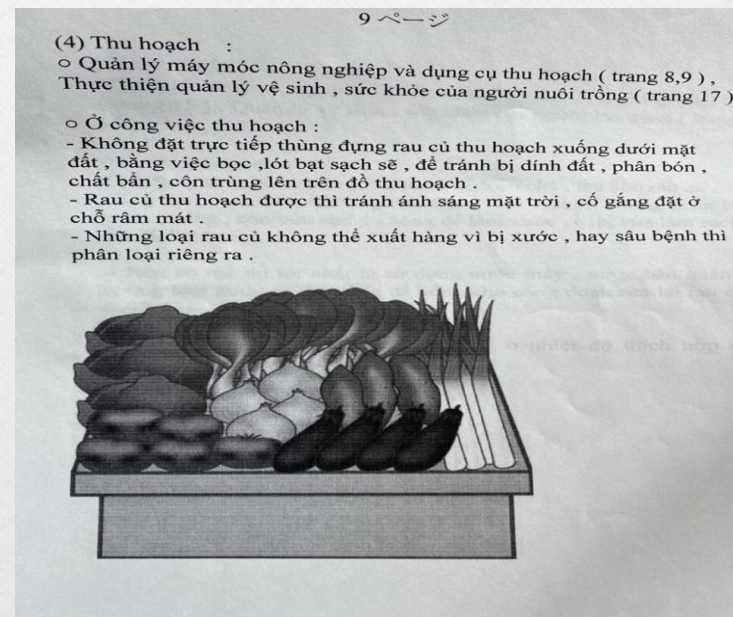 9 ページ
(4) Thu hoạch :
○ Quản lý máy móc nông nghiệp và dụng cụ thu hoạch ( trang 8,9 ) ,
Thực thiện quản lý vệ sinh , sức khỏe của người nuôi trồng ( trang 17 )
○ Ở công việc thu hoạch :
- Không đặt trực tiếp thùng đựng rau củ thu hoạch xuống dưới mặt
đất , bằng việc bọc ,lót bạt sạch sẽ , để tránh bị dính đất , phân bón ,
chất bẩn , côn trùng lên trên đồ thu hoạch .
- Rau củ thu hoạch được thì tránh ánh sáng mặt trời , cố gắng đặt ở
chỗ râm mát .
- Những loại rau củ không thể xuất hàng vì bị xước , hay sâu bệnh thì
phân loại riêng ra .